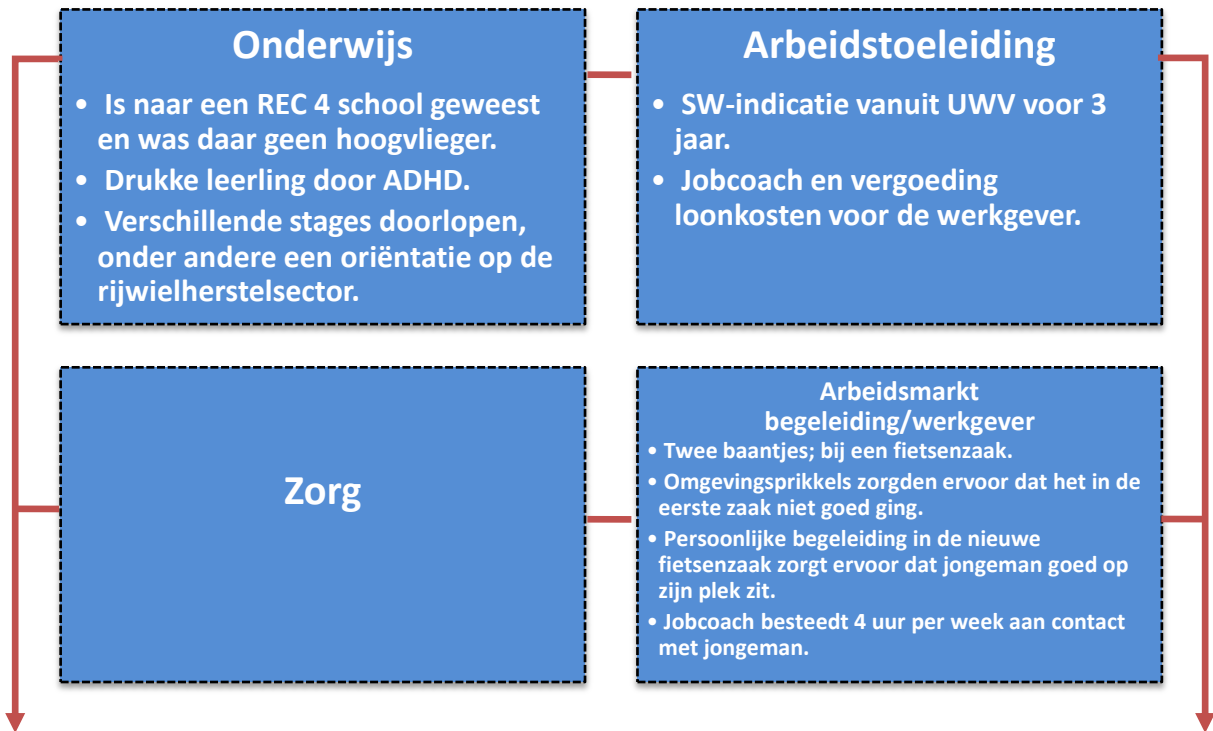 Onderwijs
• Is naar een REC 4 school geweest
en was daar geen hoogvlieger.
• Drukke leerling door ADHD.
• Verschillende stages doorlopen,
onder andere een oriëntatie op de
rijwielherstelsector.
Arbeidstoeleiding
• SW-indicatie vanuit UWV voor 3
jaar.
• Jobcoach en vergoeding
loonkosten voor de werkgever.
Zorg
Arbeidsmarkt
begeleiding/werkgever
• Twee baantjes; bij een fietsenzaak.
• Omgevingsprikkels zorgden ervoor dat het in de
eerste zaak niet goed ging.
• Persoonlijke begeleiding in de nieuwe
fietsenzaak zorgt ervoor dat jongeman goed op
zijn plek zit.
• Jobcoach besteedt 4 uur per week aan contact
met jongeman.